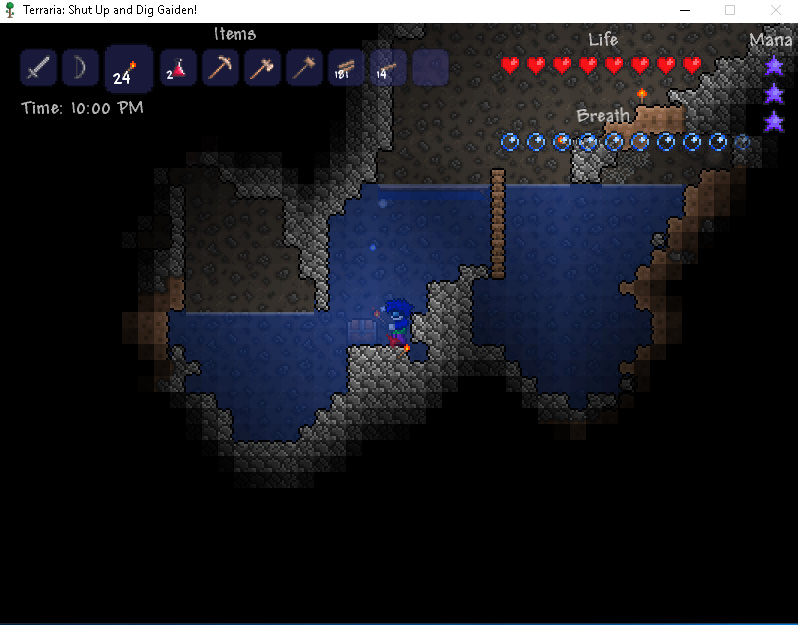 Terraria: Shut Up and Dig Gaiden!
Items
Life
Mana
24
2
181
14
Time: 10:00 PM
Breath